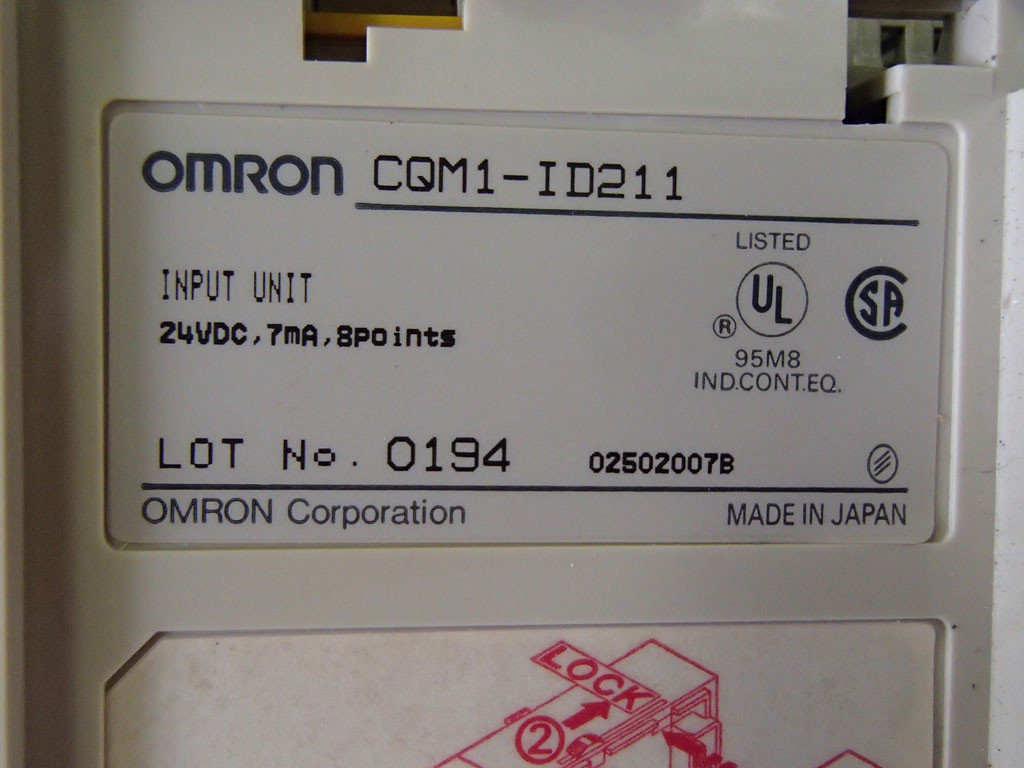 OMRON CQM1-ID211
LISTED
INPUT UNIT
UL
SA
®
24VDC,7mA,8points
95M8
IND.CONT.EQ.
LOT No. 0194 02502007B
OMRON Corporation MADE IN JAPAN
LOCK
2